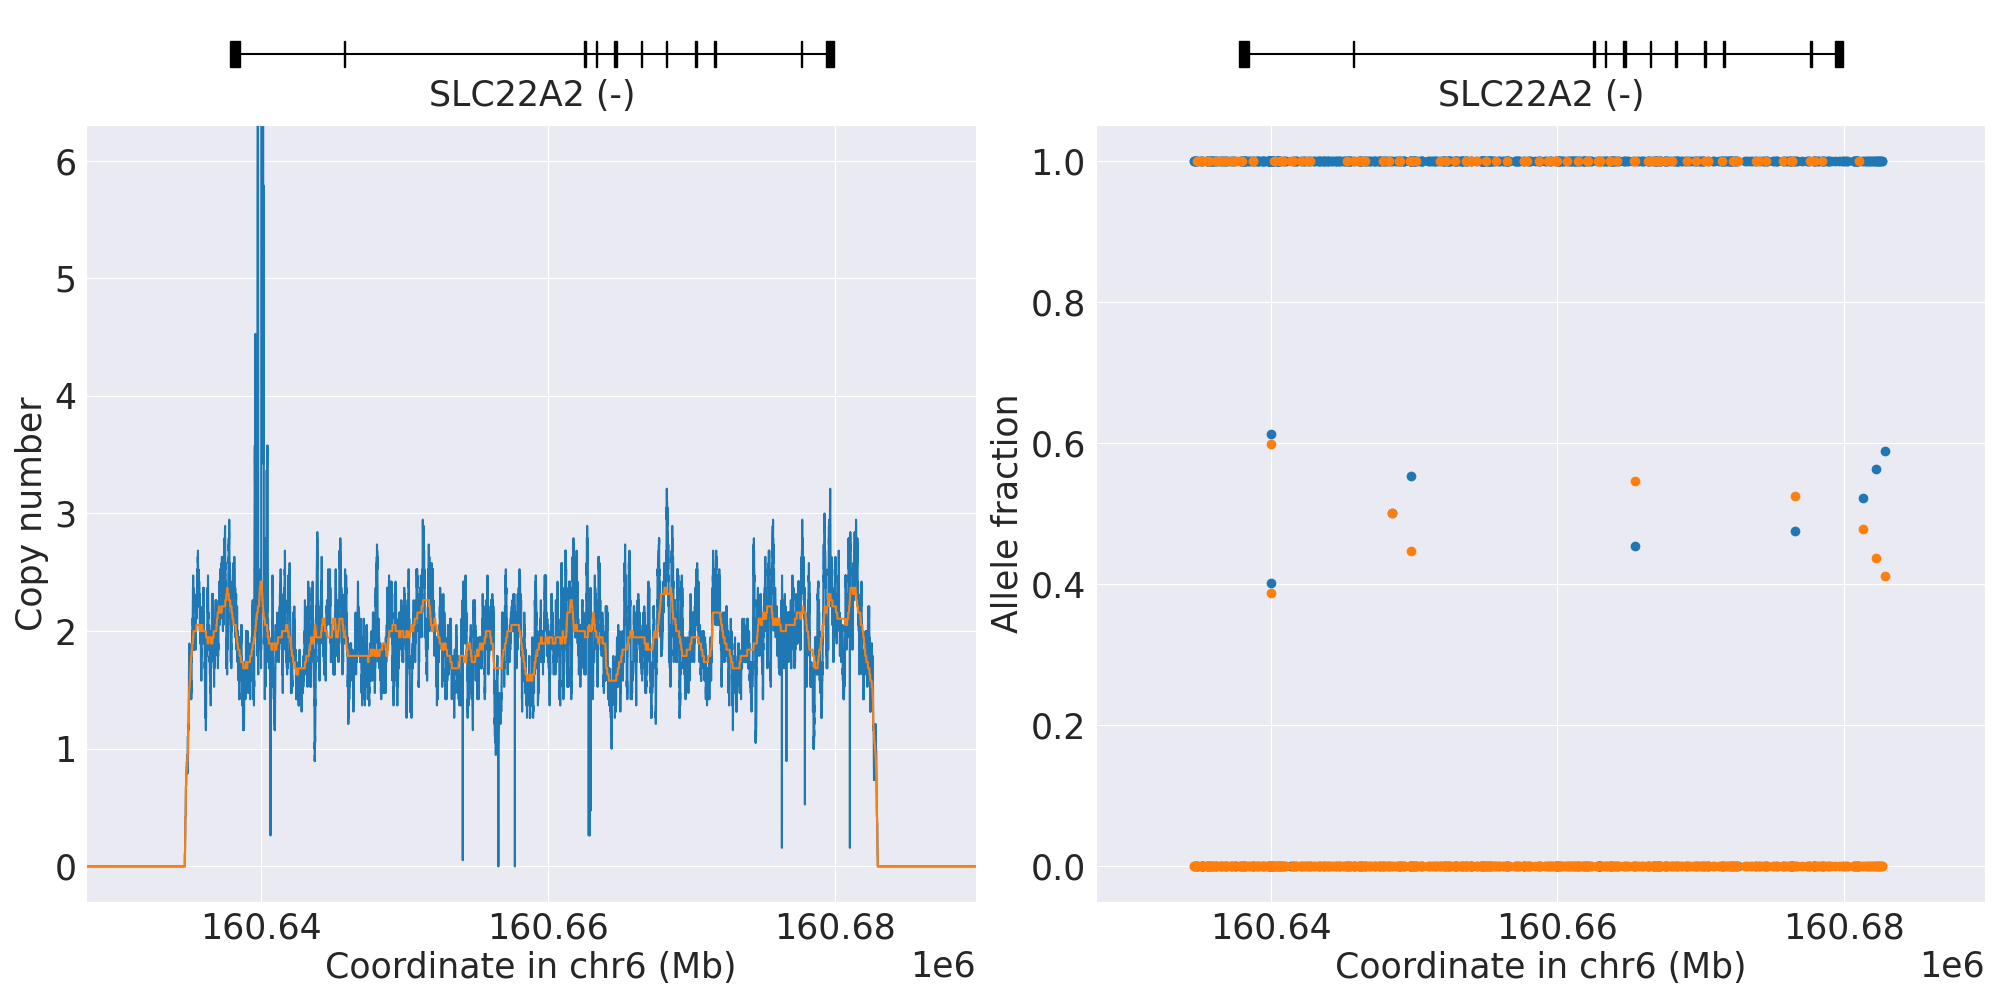 SLC22A2 (-)
6
5
4
3
2
1
0
Copy number
160.64 160.66 160.68
Coordinate in chr6 (Mb)
1e6
SLC22A2 (-)
1.0
0.8
0.6
0.4
0.2
0.0
Allele fraction
160.64 160.66 160.68
Coordinate in chr6 (Mb)
1e6